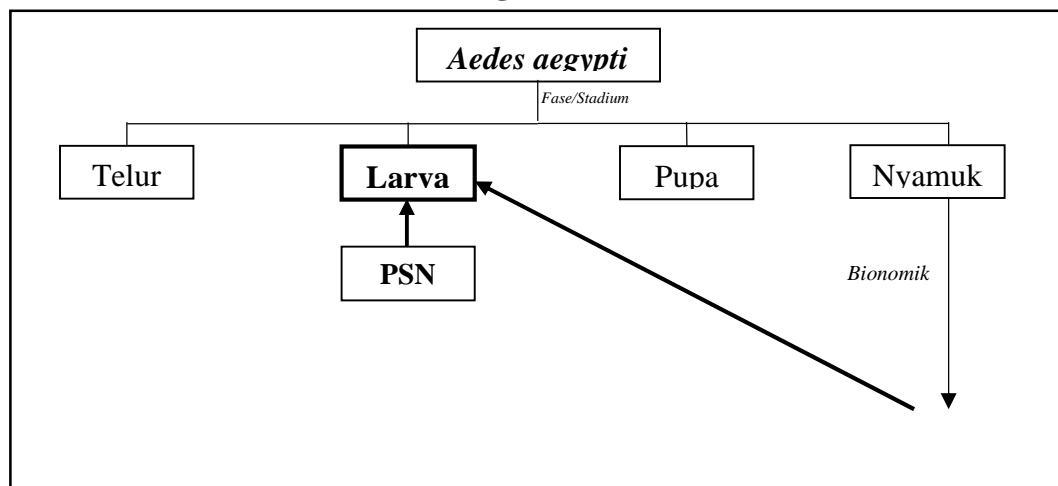 Aedes aegypti
Fase/Stadium
Telur
Larva
Pupa
Nyamuk
PSN
Bionomik